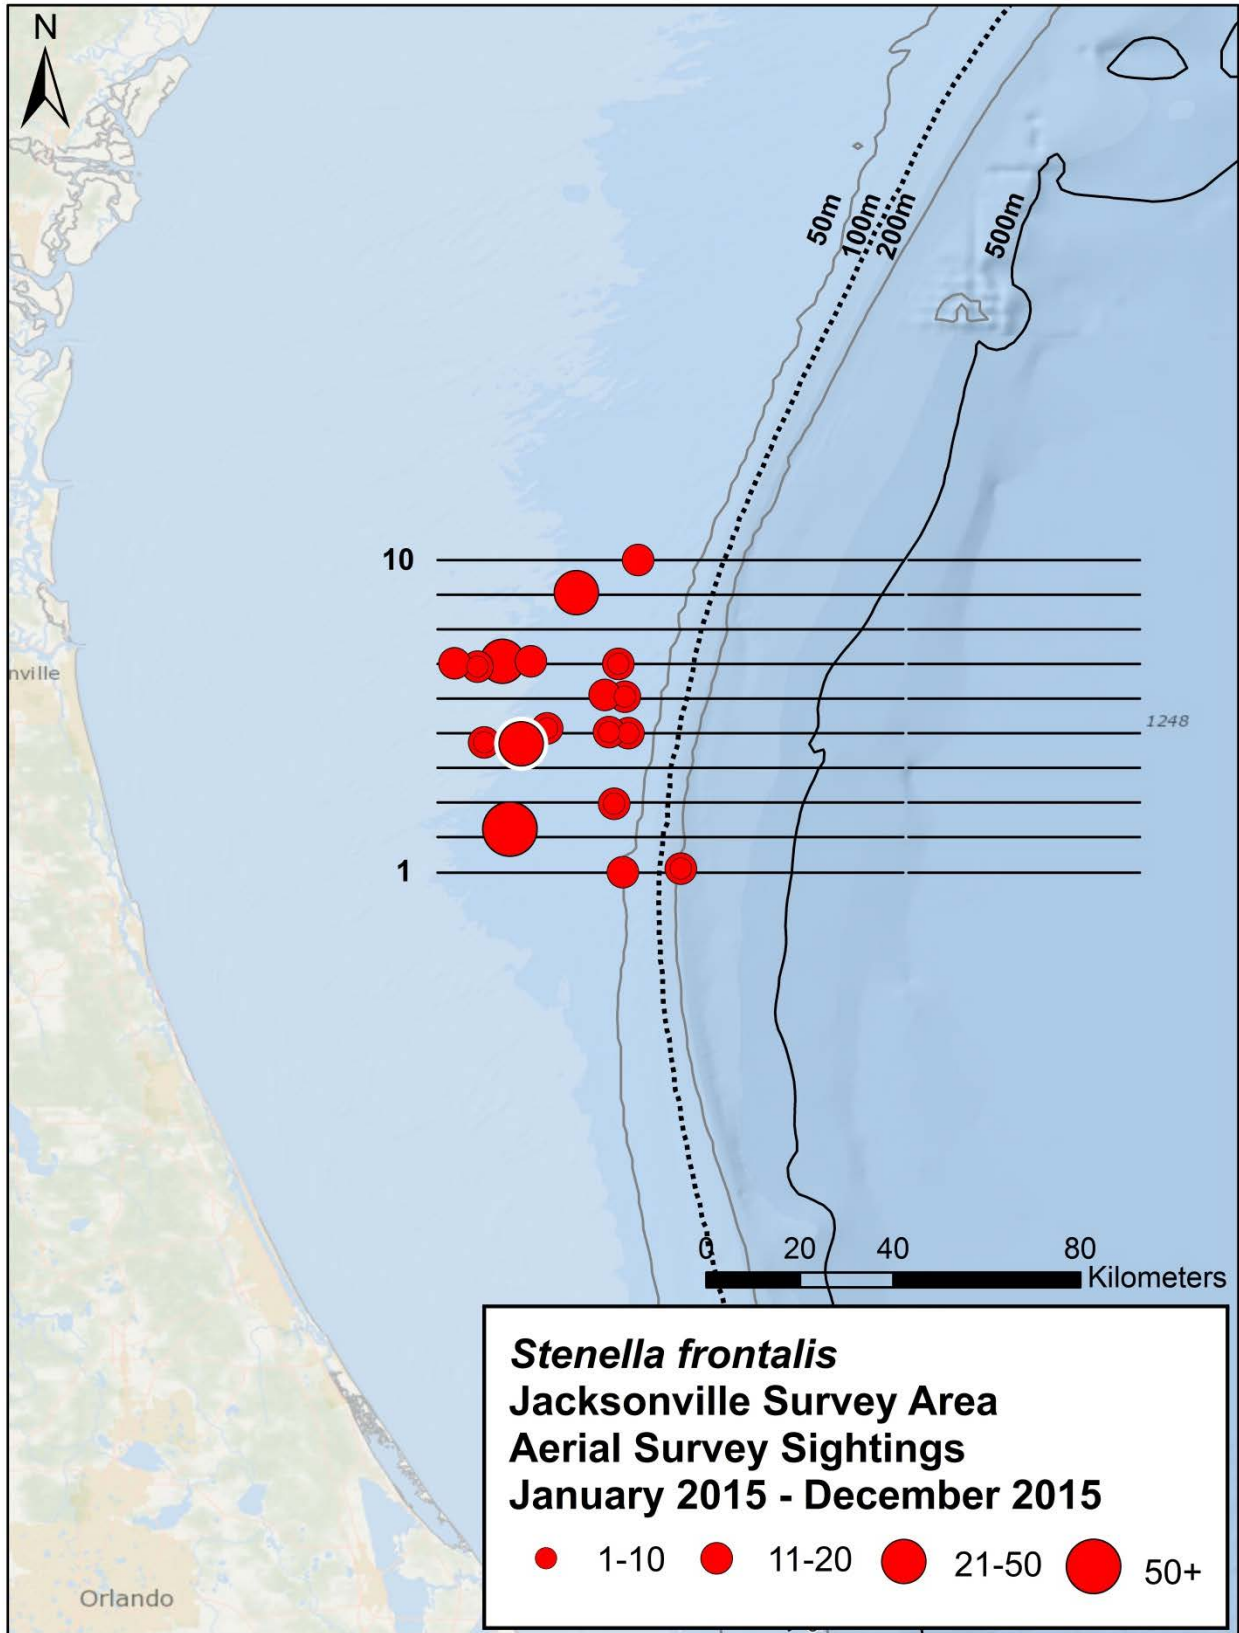 N
50m
100m
200m
500m
10
nville
1248
1
0 20 40 80
Kilometers
Stenella frontalis
Jacksonville Survey Area
Aerial Survey Sightings
January 2015 - December 2015
1-10 11-20 21-50 50+
Orlando